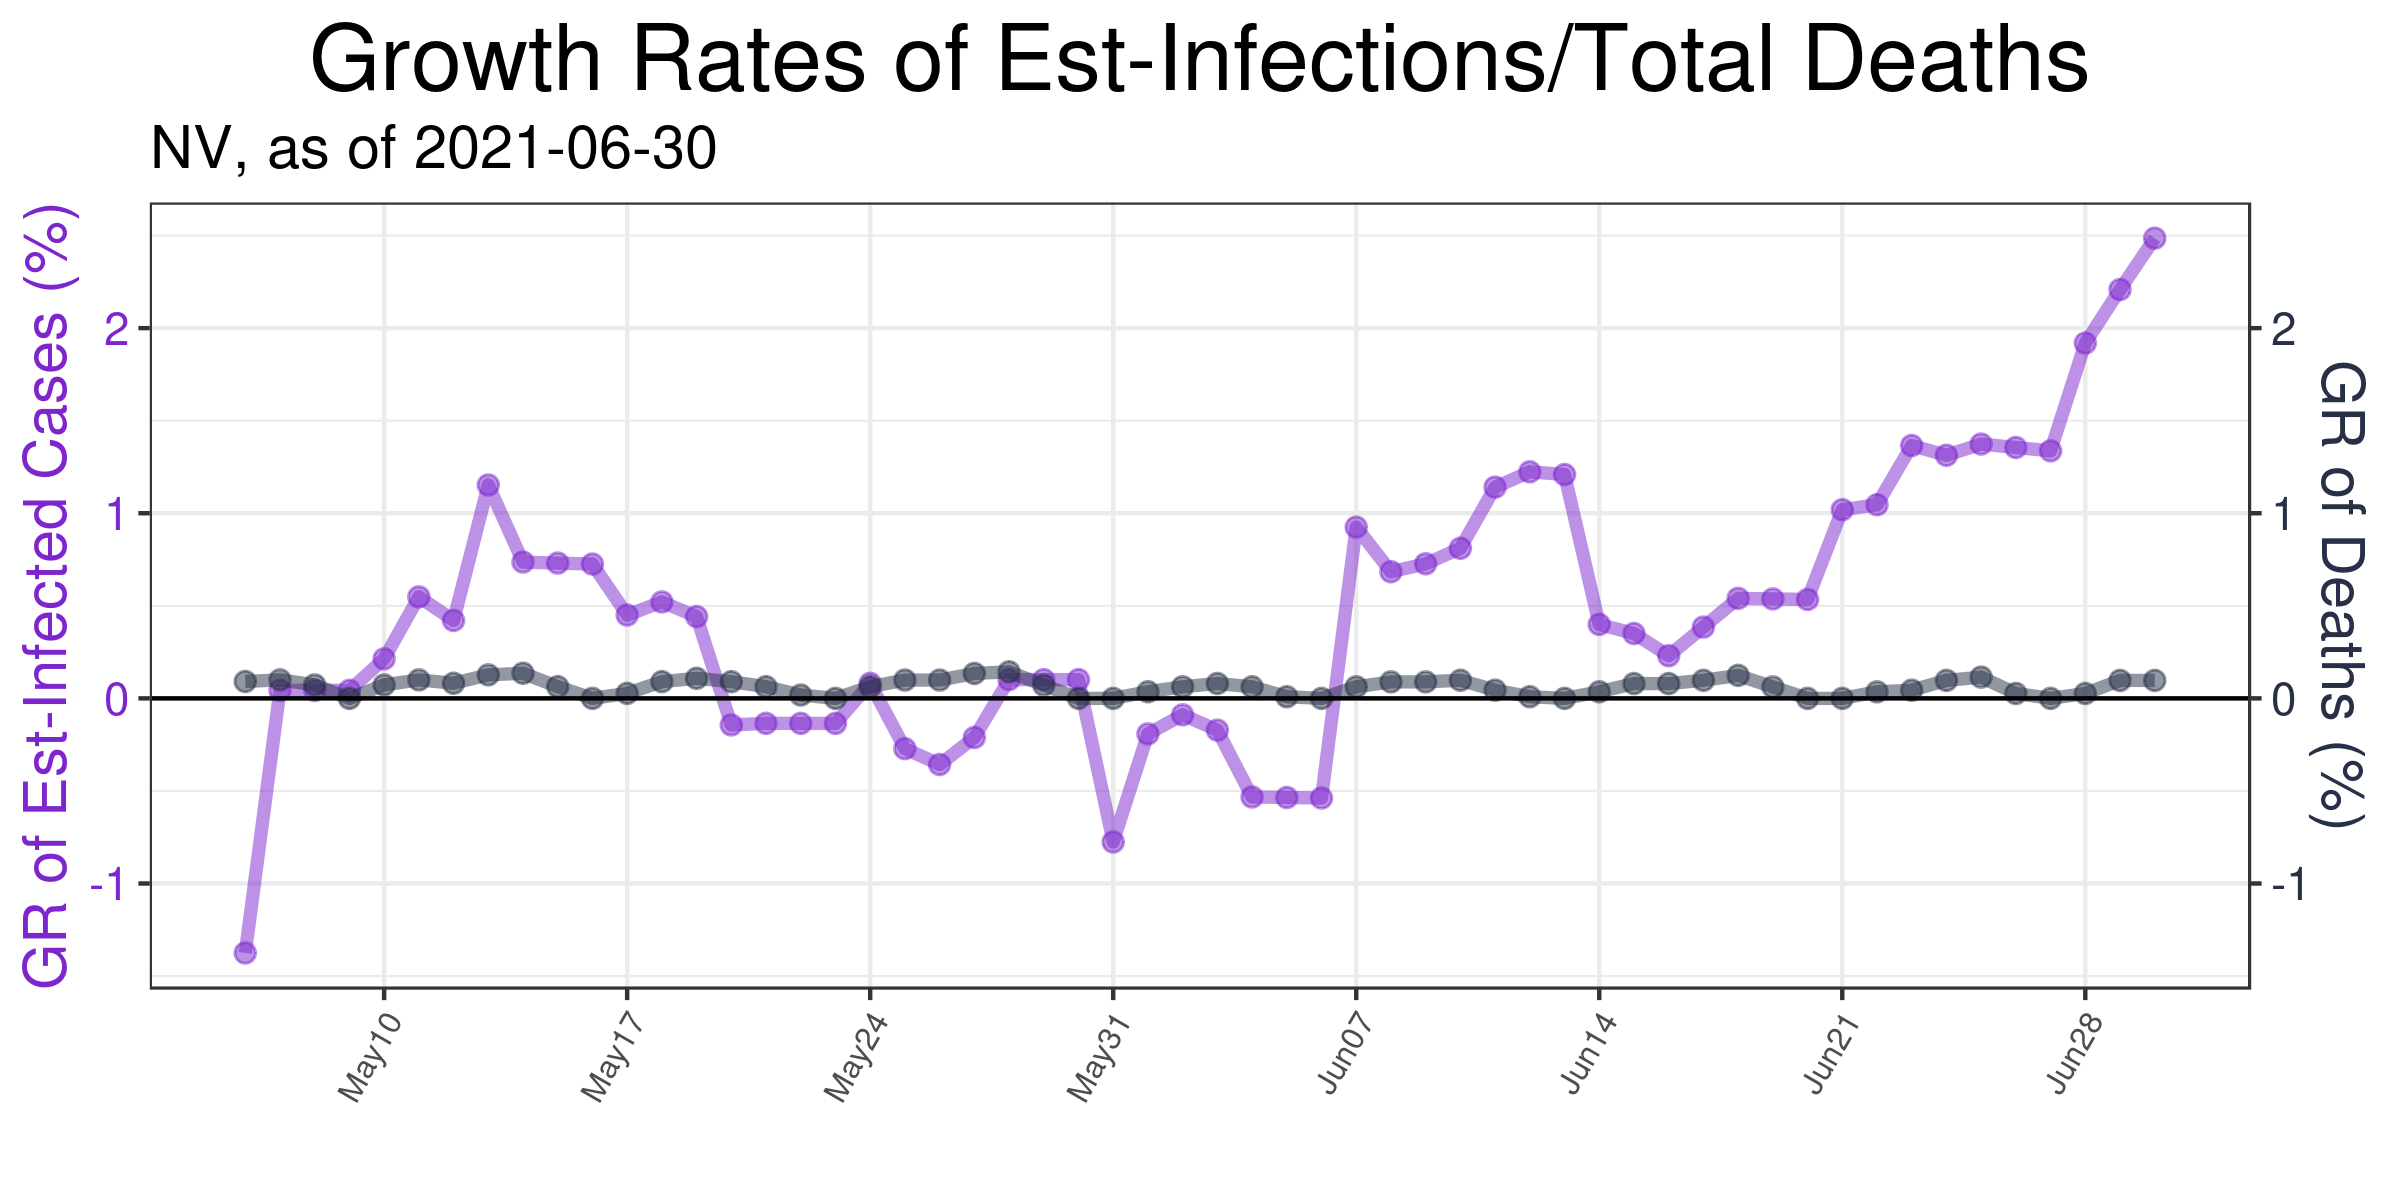 Growth Rates of Est-Infections/Total Deaths
NV, as of 2021-06-30
GR of Est-Infected Cases (%)
2
1
0
-1
2
1
0
-1
GR of Deaths (%)
May10
May17
May24
May31
Jun07
Jun14
Jun21
Jun28